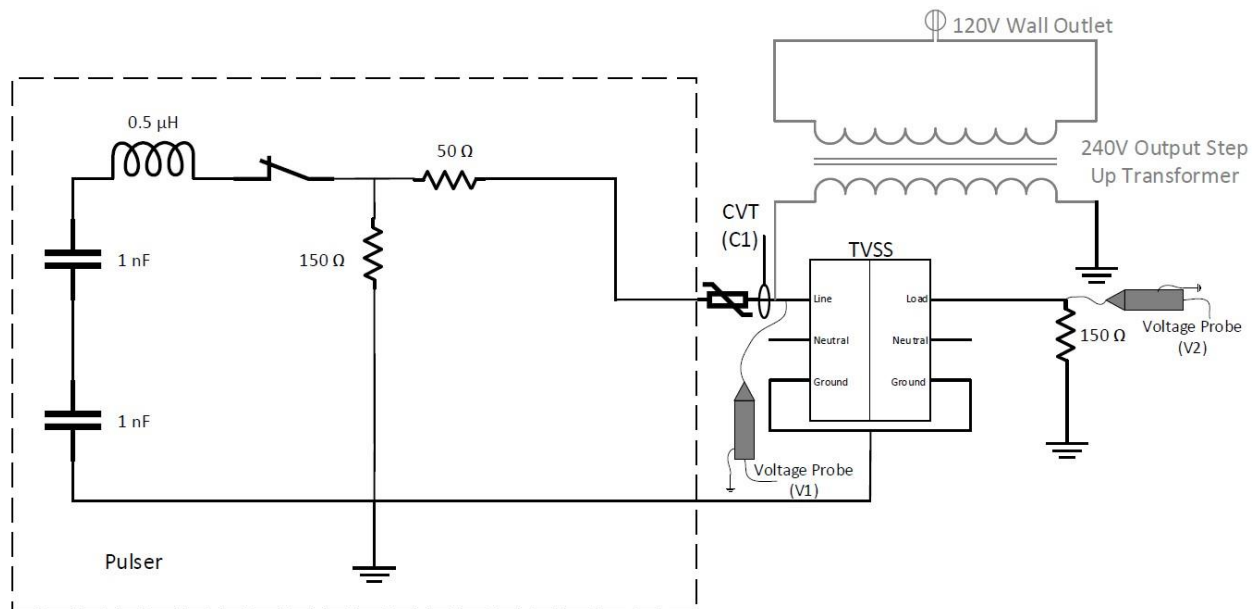 120V Wall Outlet
0.5 µH
50 Ω
240V Output Step
Up Transformer
CVT
(C1)
1 nF
150 Ω
TVSS
Line
Load
Voltage Probe
(V2)
150 Ω
Neutral
Neutral
Ground
Ground
1 nF
Voltage Probe
(V1)
Pulser